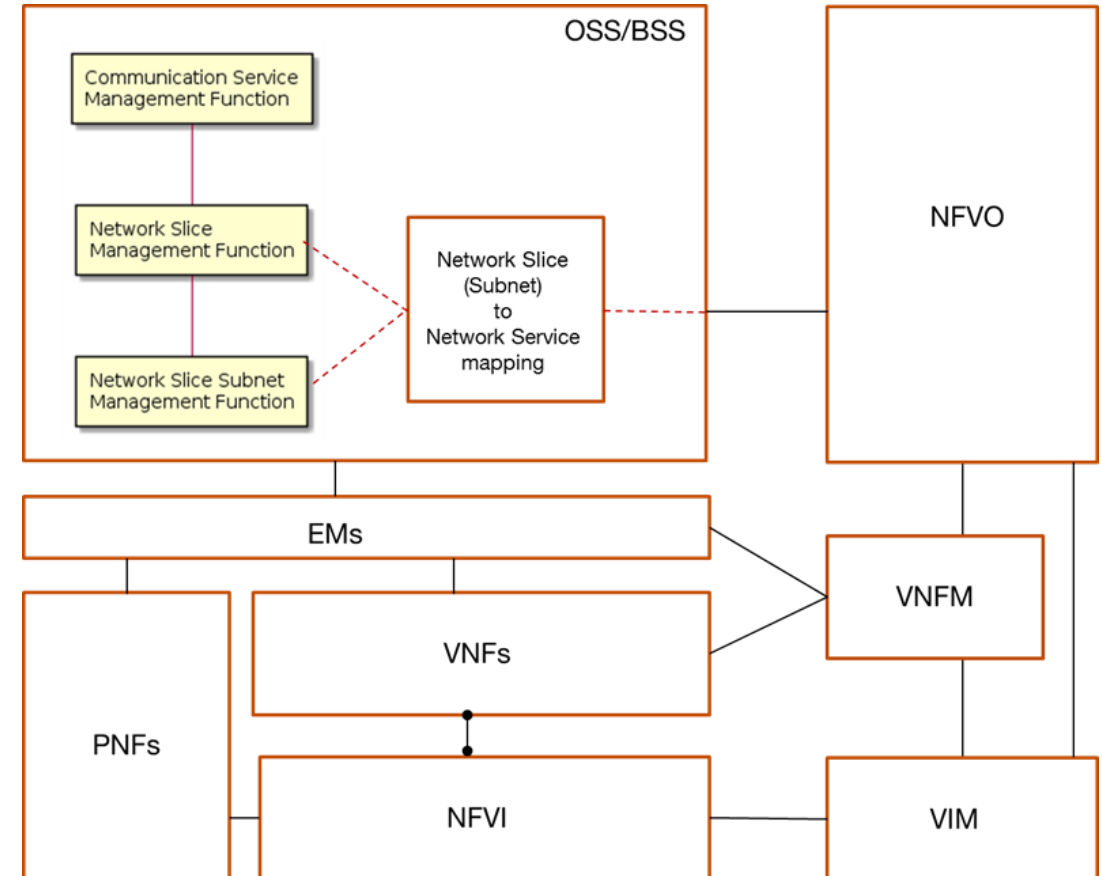 OSS/BSS
Communication Service
Management Function
Network Slice
Management Function
Network Slice Subnet
Management Function
Network Slice
(Subnet)
to
Network Service
mapping
NFVO
EMs
VNFM
VNFs
PNFs
NFVI
VIM